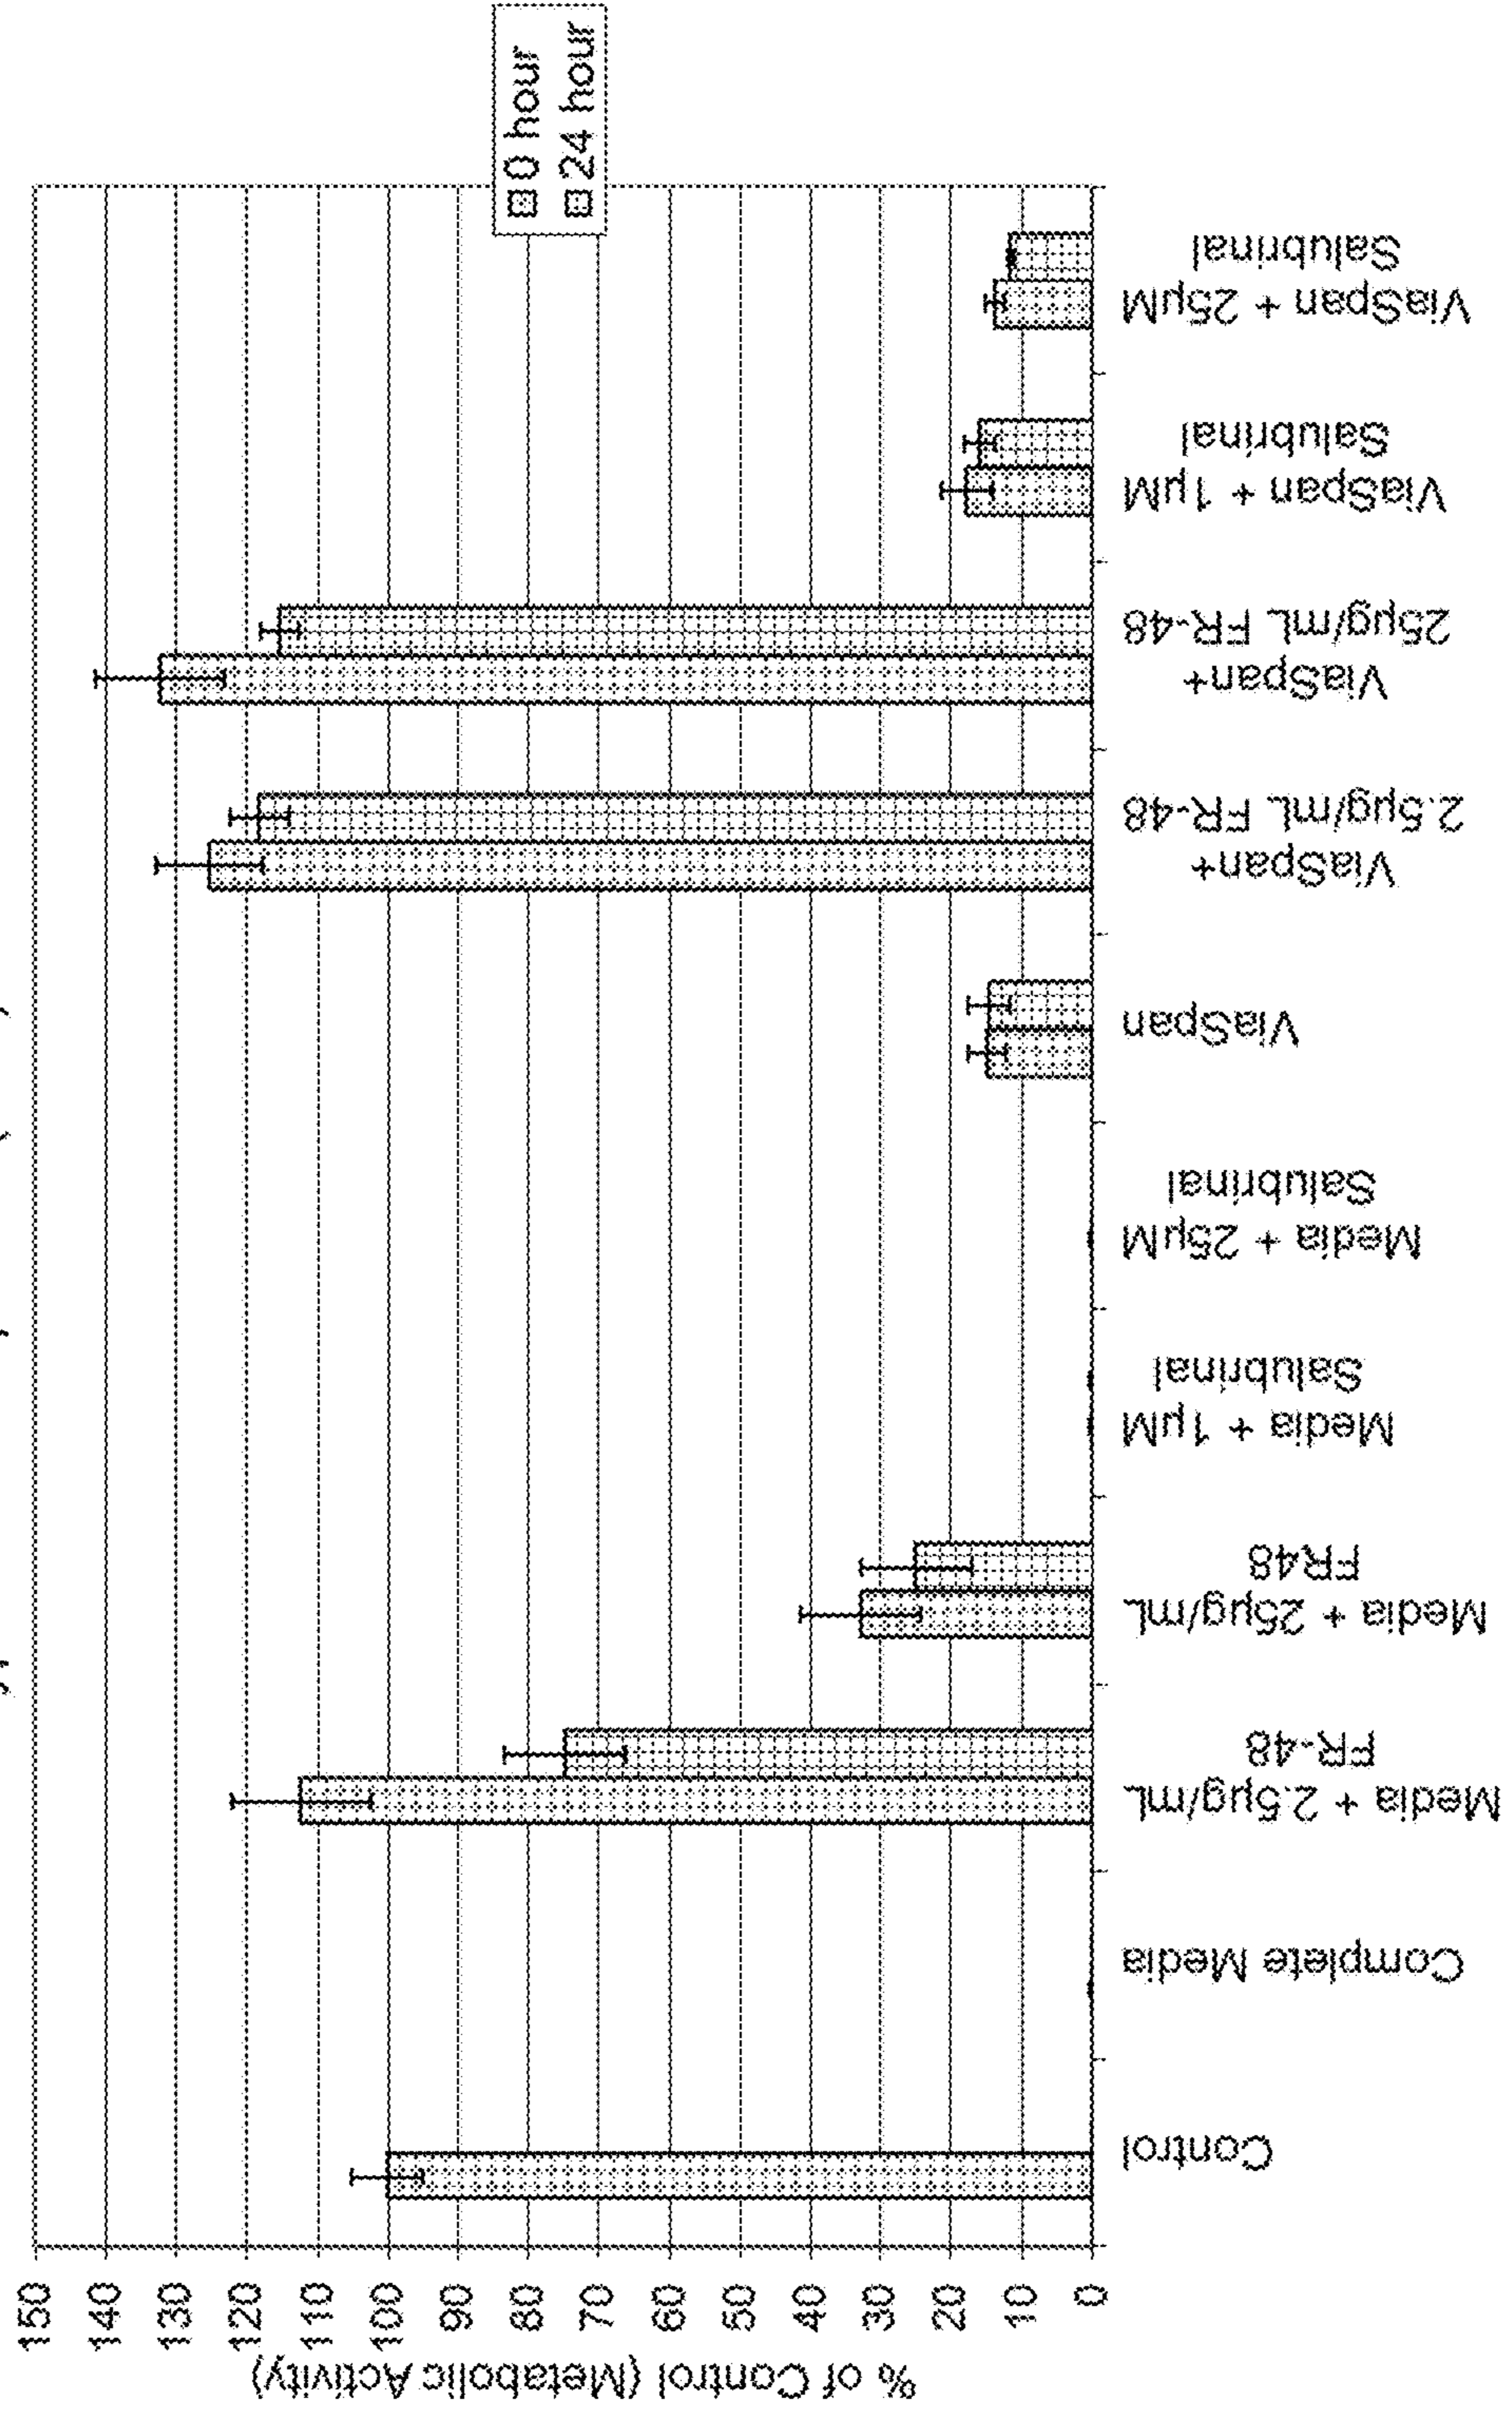 % of Control (Metabolic Activity)
150
140
130
120
110
100
90
80
70
60
50
40
30
20
10
0
Control
Complete Media
Media + 2.5µg/mL
FR-48
Media + 25µg/mL
FR48
Media + 1µM
Salubrinal
Media + 25µM
Salubrinal
ViaSpan
ViaSpan+
2.5µg/mL FR-48
ViaSpan+
25µg/mL FR-48
ViaSpan + 1µM
Salubrinal
ViaSpan + 25µM
Salubrinal
0 hour
24 hour